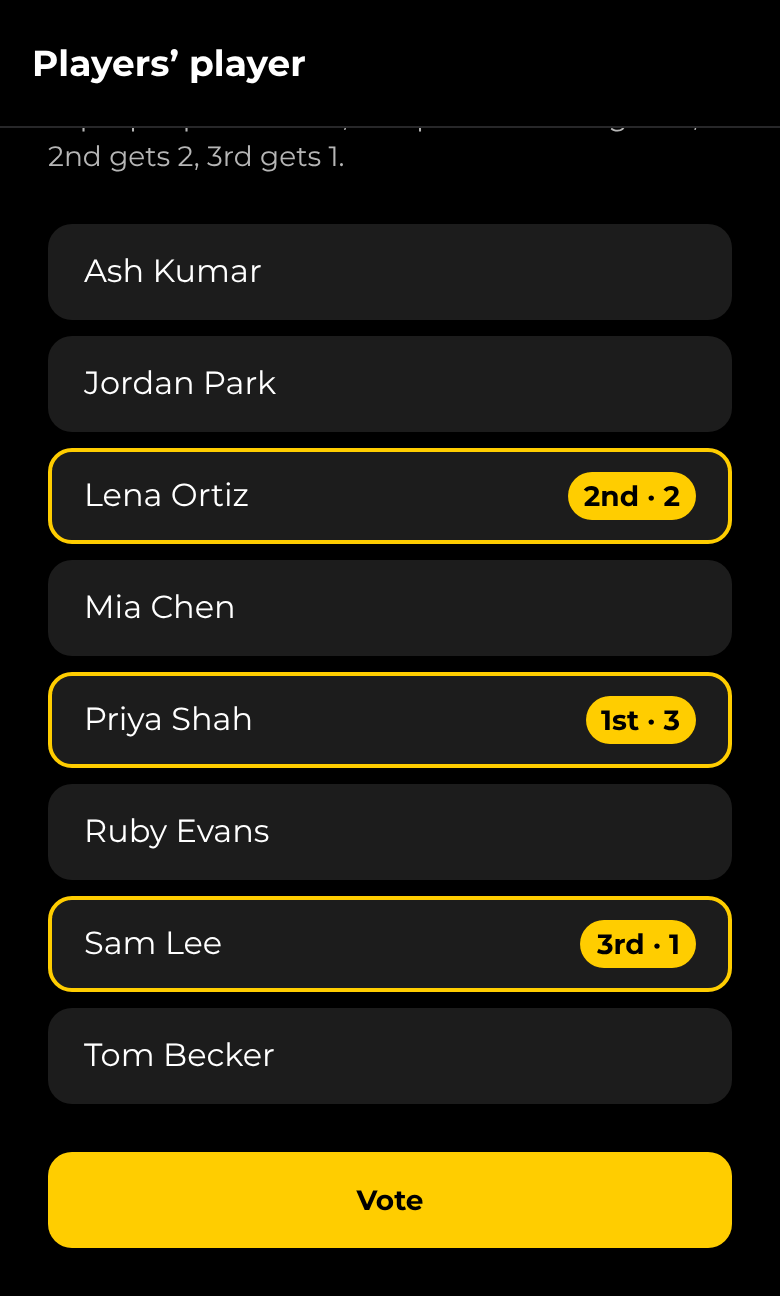 Players’ player
2nd gets 2, 3rd gets 1.
Ash Kumar
Jordan Park
Lena Ortiz
2nd · 2
Mia Chen
Priya Shah
1st · 3
Ruby Evans
Sam Lee
3rd · 1
Tom Becker
Vote